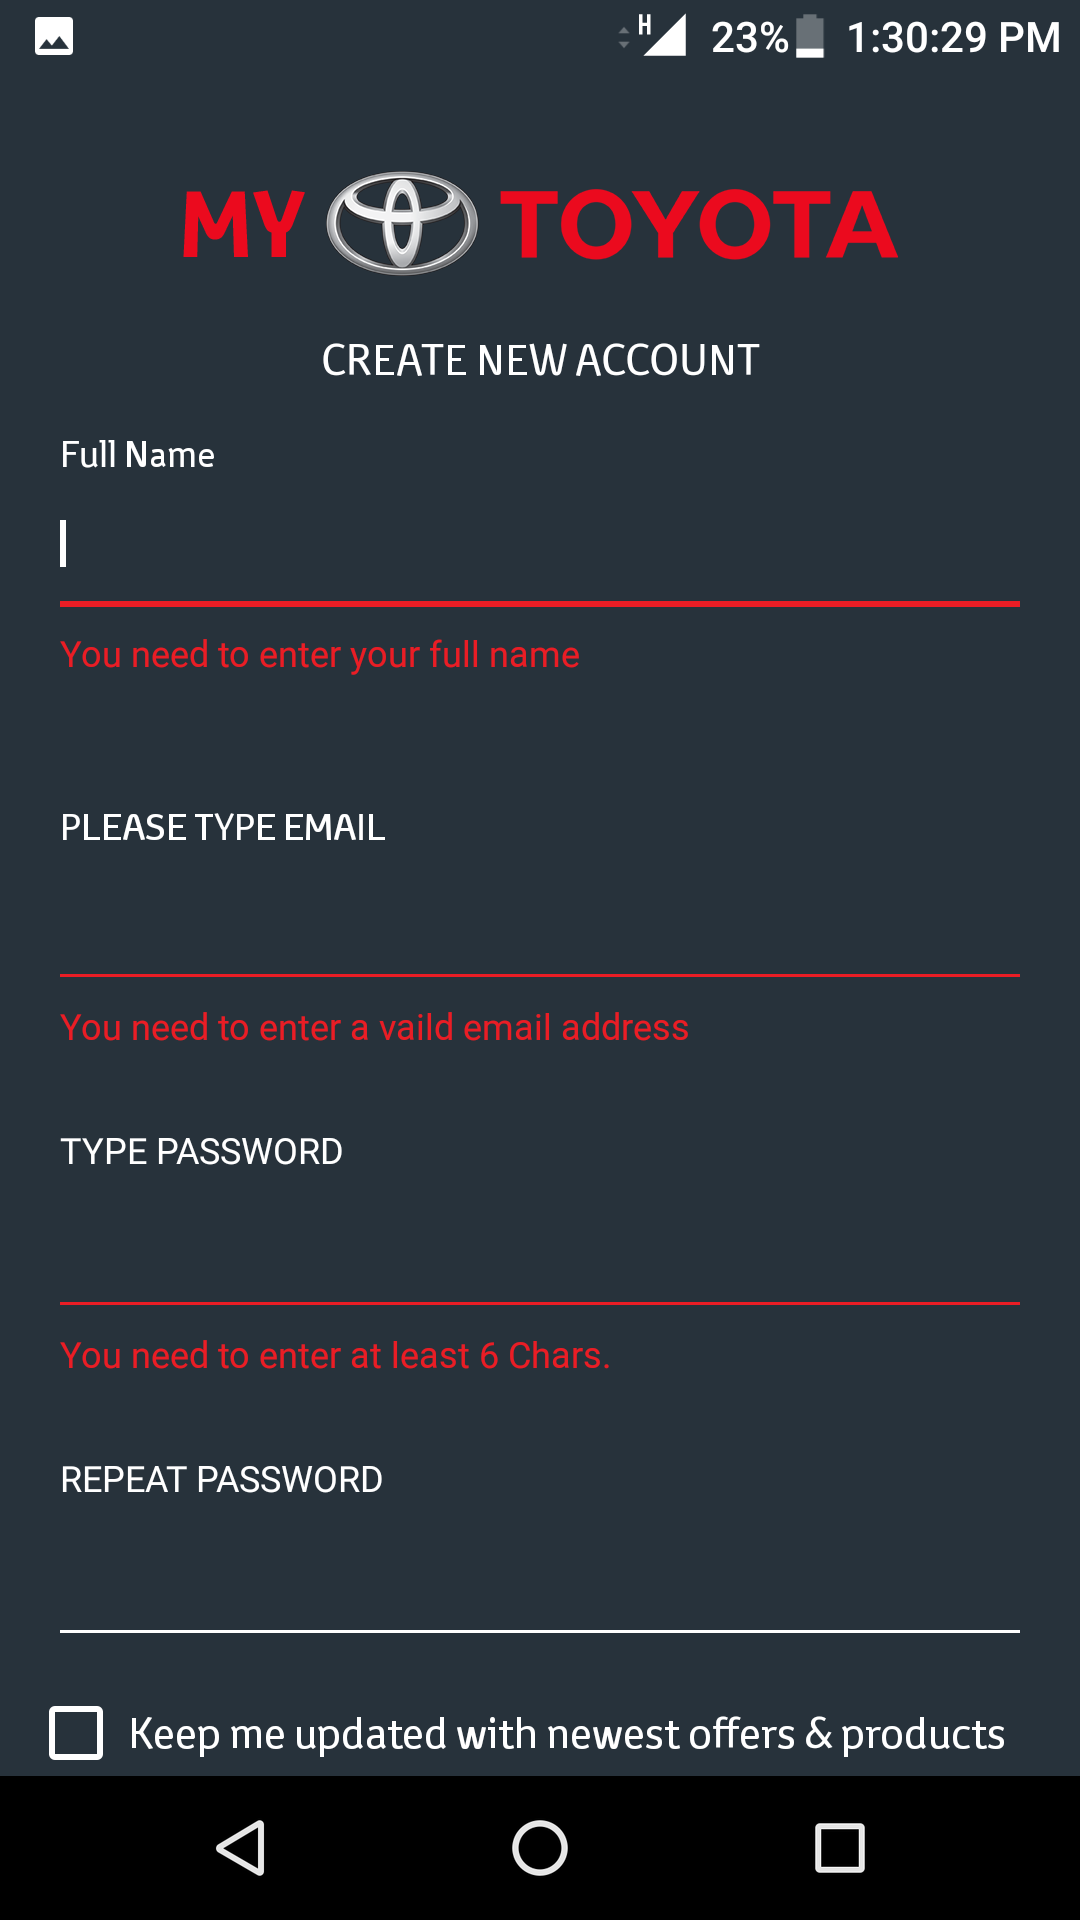 H 23% 1:30:29 PM
MY TOYOTA
CREATE NEW ACCOUNT
Full Name
You need to enter your full name
PLEASE TYPE EMAIL
You need to enter a vaild email address
TYPE PASSWORD
You need to enter at least 6 Chars.
REPEAT PASSWORD
Keep me updated with newest offers & products